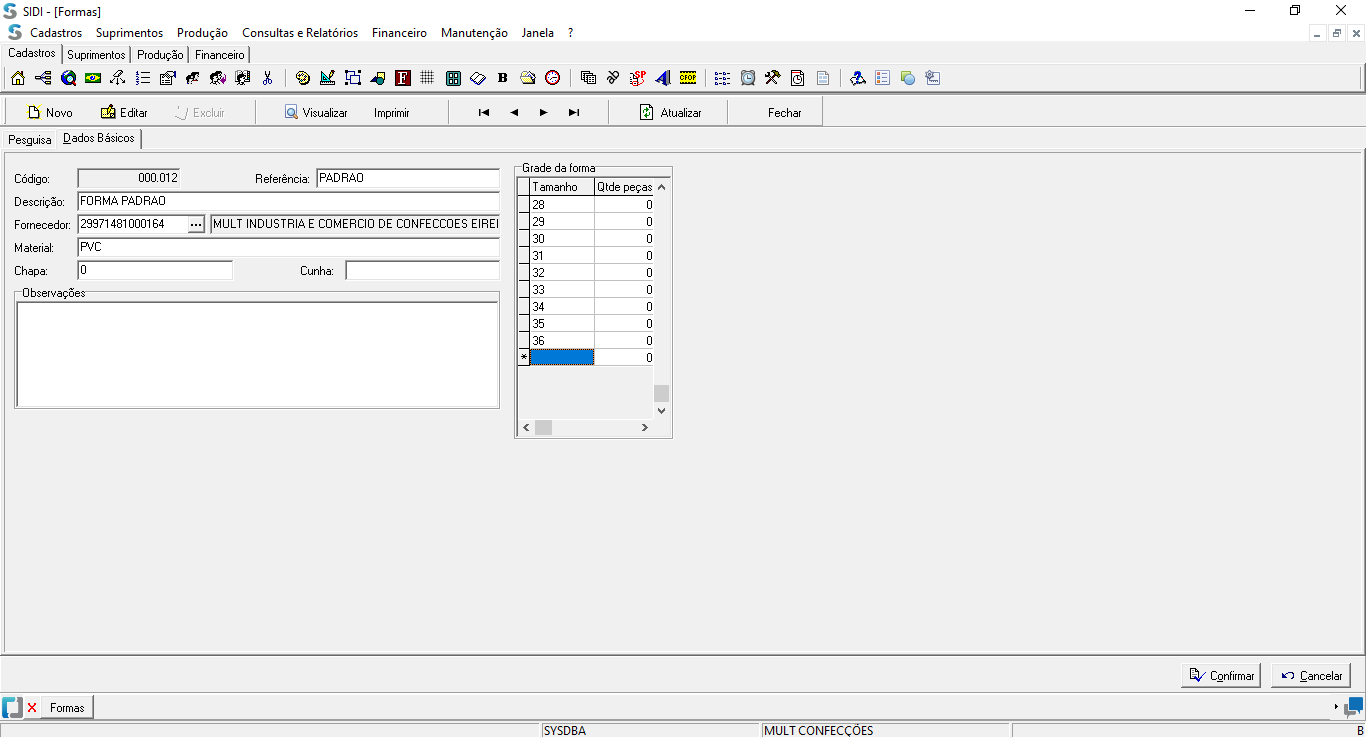 SIDI - [Formas]
Cadastros Suprimentos Produção Consultas e Relatórios Financeiro Manutenção Janela ?
Cadastros Suprimentos Produção Financeiro
F B SP CFOP
Novo Editar Excluir Visualizar Imprimir Atualizar Fechar
Pesquisa Dados Básicos
Código: 000.012 Referência: PADRAO
Descrição: FORMA PADRAO
Fornecedor: 29971481000164 ... MULT INDUSTRIA E COMERCIO DE CONFECCOES EIREI
Material: PVC
Chapa: 0 Cunha:
Observações
Grade da forma
Tamanho Qtde peças
28 0
29 0
30 0
31 0
32 0
33 0
34 0
35 0
36 0
* 0
Confirmar Cancelar
Formas
SYSDBA MULT CONFECÇÕES B